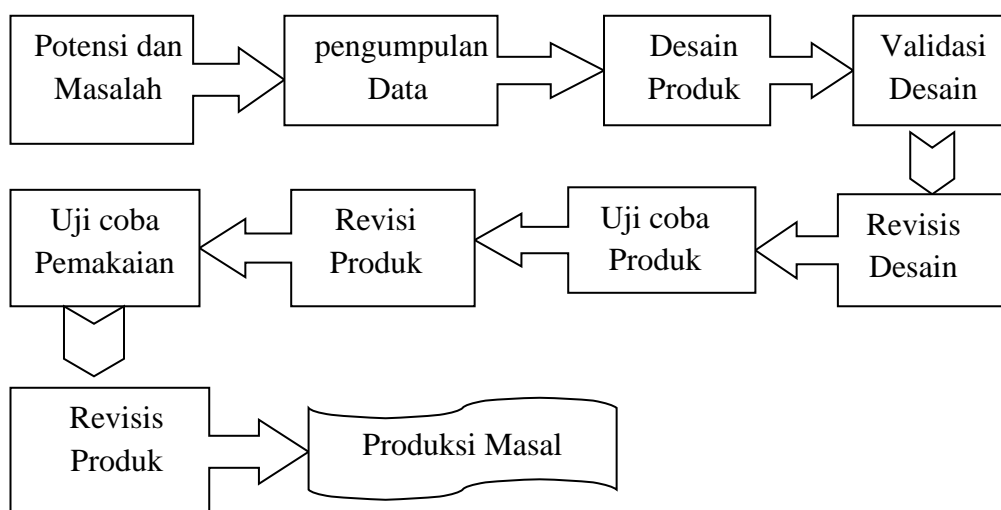 Potensi dan
Masalah
pengumpulan
Data
Desain
Produk
Validasi
Desain
Revisis
Desain
Uji coba
Produk
Revisi
Produk
Uji coba
Pemakaian
Revisis
Produk
Produksi Masal